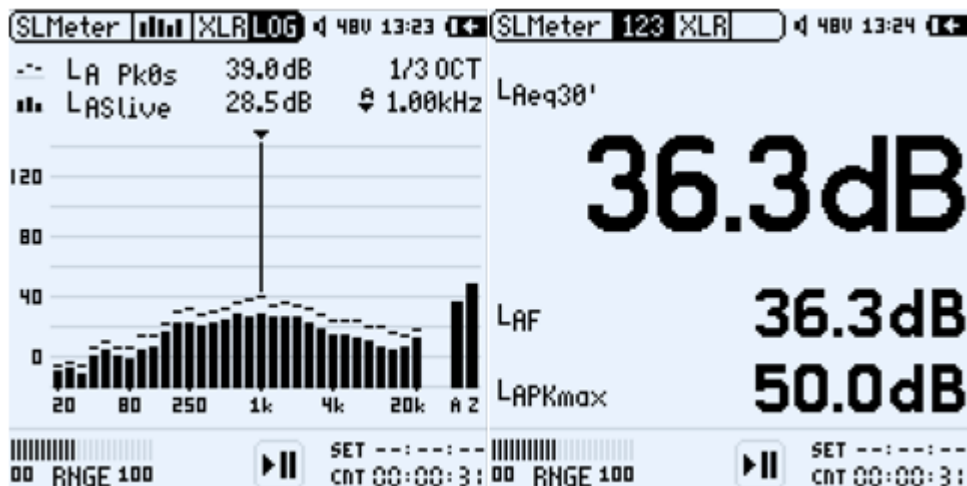 SLMeter XLR LOG 48V 13:23
LA Pk0s 39.0dB 1/3 OCT
LASlive 28.5dB 1.00kHz
120
80
40
0
20 80 250 1k 4k 20k A Z
00 RNGE 100
SET --:--:--
CNT 00:00:31
SLMeter 123 XLR 48V 13:24
LAeq30'
36.3dB
LAF 36.3dB
LAPKmax 50.0dB
00 RNGE 100
SET --:--:--
CNT 00:00:31